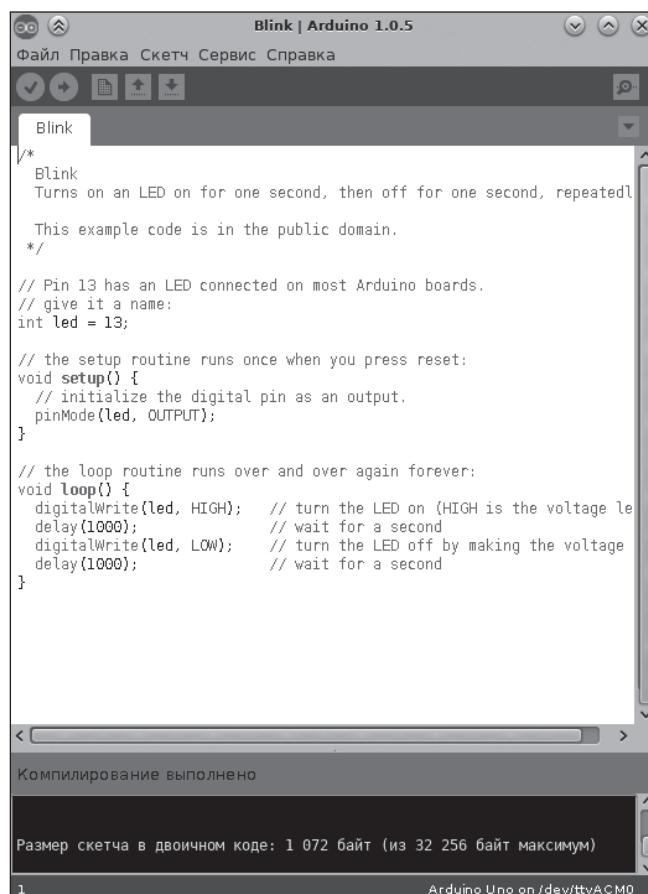 Blink | Arduino 1.0.5
Файл Правка Скетч Сервис Справка
Blink
/*
  Blink
  Turns on an LED on for one second, then off for one second, repeatedl

  This example code is in the public domain.
 */

// Pin 13 has an LED connected on most Arduino boards.
// give it a name:
int led = 13;

// the setup routine runs once when you press reset:
void setup() {
  // initialize the digital pin as an output.
  pinMode(led, OUTPUT);
}

// the loop routine runs over and over again forever:
void loop() {
  digitalWrite(led, HIGH);   // turn the LED on (HIGH is the voltage le
  delay(1000);               // wait for a second
  digitalWrite(led, LOW);    // turn the LED off by making the voltage
  delay(1000);               // wait for a second
}
Компилирование выполнено
Размер скетча в двоичном коде: 1 072 байт (из 32 256 байт максимум)
1 Arduino Uno on /dev/ttyACM0